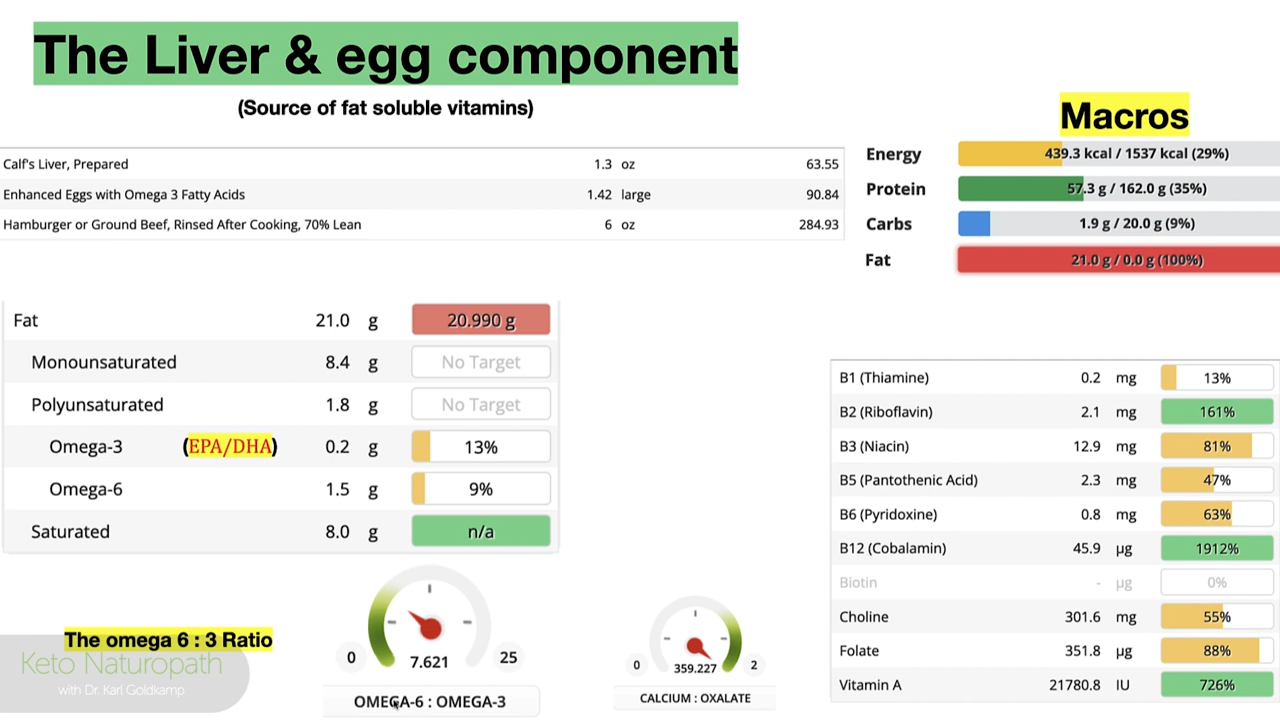 The Liver & egg component
(Source of fat soluble vitamins)
Macros
Calf's Liver, Prepared 1.3 oz 63.55
Enhanced Eggs with Omega 3 Fatty Acids 1.42 large 90.84
Hamburger or Ground Beef, Rinsed After Cooking, 70% Lean 6 oz 284.93
Energy 439.3 kcal / 1537 kcal (29%)
Protein 57.3 g / 162.0 g (35%)
Carbs 1.9 g / 20.0 g (9%)
Fat 21.0 g / 0.0 g (100%)
Fat 21.0 g 20.990 g
Monounsaturated 8.4 g No Target
Polyunsaturated 1.8 g No Target
Omega-3 (EPA/DHA) 0.2 g 13%
Omega-6 1.5 g 9%
Saturated 8.0 g n/a
B1 (Thiamine) 0.2 mg 13%
B2 (Riboflavin) 2.1 mg 161%
B3 (Niacin) 12.9 mg 81%
B5 (Pantothenic Acid) 2.3 mg 47%
B6 (Pyridoxine) 0.8 mg 63%
B12 (Cobalamin) 45.9 µg 1912%
Biotin - µg 0%
Choline 301.6 mg 55%
Folate 351.8 µg 88%
Vitamin A 21780.8 IU 726%
The omega 6 : 3 Ratio
Keto Naturopath
with Dr. Karl Goldkamp
0 7.621 25
OMEGA-6 : OMEGA-3
0 359.227 2
CALCIUM : OXALATE